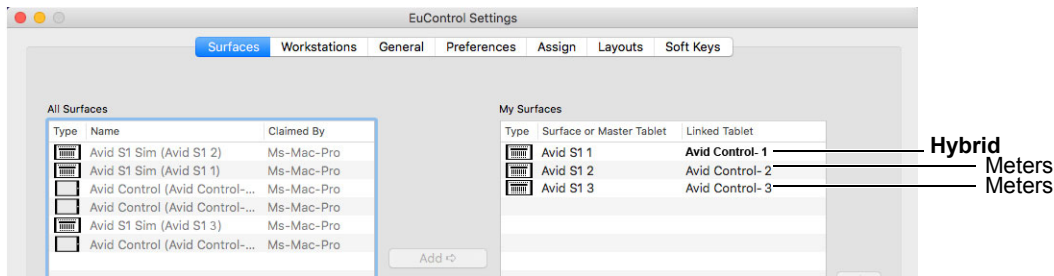 EuControl Settings
Surfaces Workstations General Preferences Assign Layouts Soft Keys
All Surfaces
Type Name Claimed By
Avid S1 Sim (Avid S1 2) Ms-Mac-Pro
Avid S1 Sim (Avid S1 1) Ms-Mac-Pro
Avid Control (Avid Control-... Ms-Mac-Pro
Avid Control (Avid Control-... Ms-Mac-Pro
Avid S1 Sim (Avid S1 3) Ms-Mac-Pro
Avid Control (Avid Control-... Ms-Mac-Pro
Add
My Surfaces
Type Surface or Master Tablet Linked Tablet
Avid S1 1 Avid Control- 1
Avid S1 2 Avid Control- 2
Avid S1 3 Avid Control- 3
Hybrid
Meters
Meters